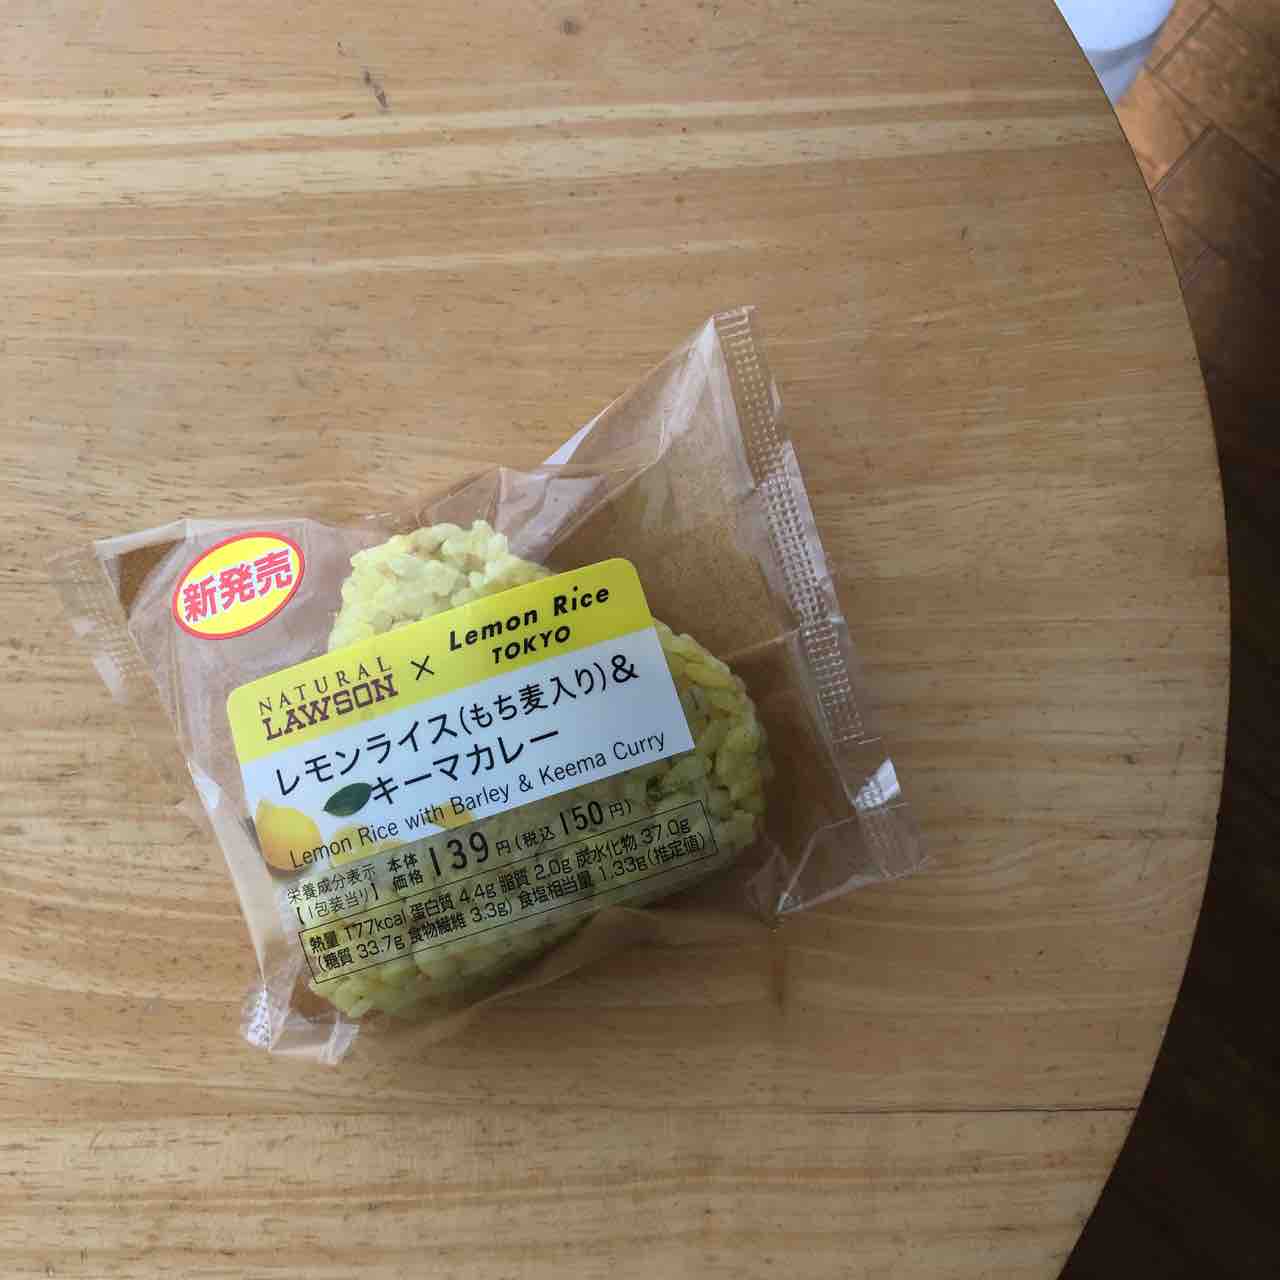 新発売
NATURAL
LAWSON
×
Lemon Rice
TOKYO
レモンライス(もち麦入り)&
キーマカレー
Lemon Rice with Barley & Keema Curry
栄養成分表示
【1包装当り】
本体
価格
139円(税込150円)
熱量 177kcal 蛋白質 4.4g 脂質 2.0g 炭水化物 37.0g
(糖質 33.7g 食物繊維 3.3g) 食塩相当量 1.33g(推定値)